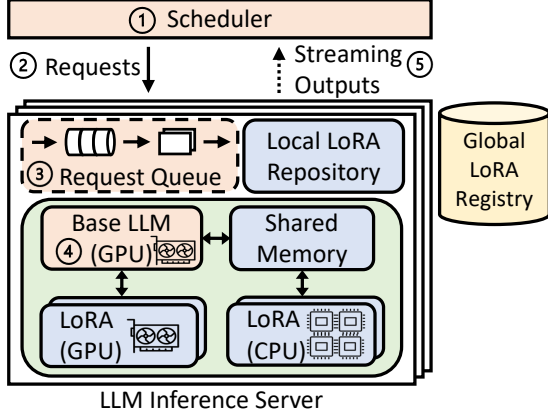 ① Scheduler
② Requests
Streaming ⑤
Outputs
③ Request Queue
Local LoRA
Repository
Global
LoRA
Registry
Base LLM
④ (GPU)
Shared
Memory
LoRA
(GPU)
LoRA
(CPU)
LLM Inference Server